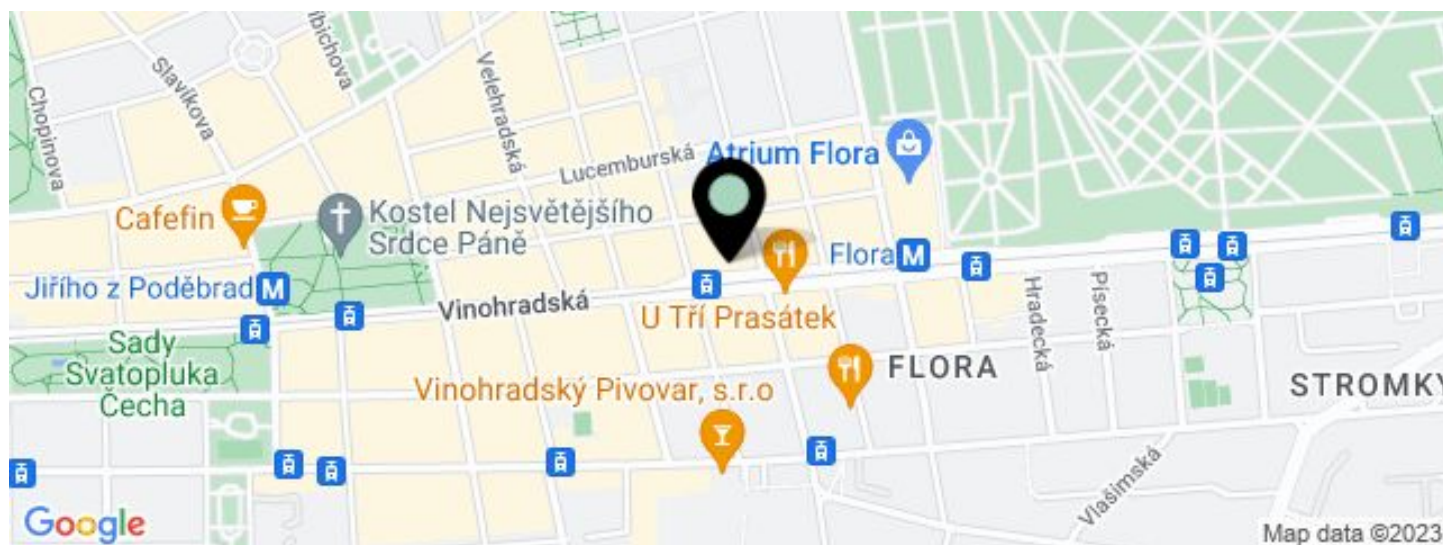 íbichova
Slavíkova
Chopinova
Velehradská
Lucemburská
Atrium Flora
Cafefin
Kostel Nejsvětějšího
Srdce Páně
Flora
M
Jiřího z Poděbrad
M
Vinohradská
U Tří Prasátek
Hradecká
Písecká
Sady
Svatopluka
Čecha
FLORA
STROMKY
Vinohradský Pivovar, s.r.o
Vlašimská
Google
Map data ©2023